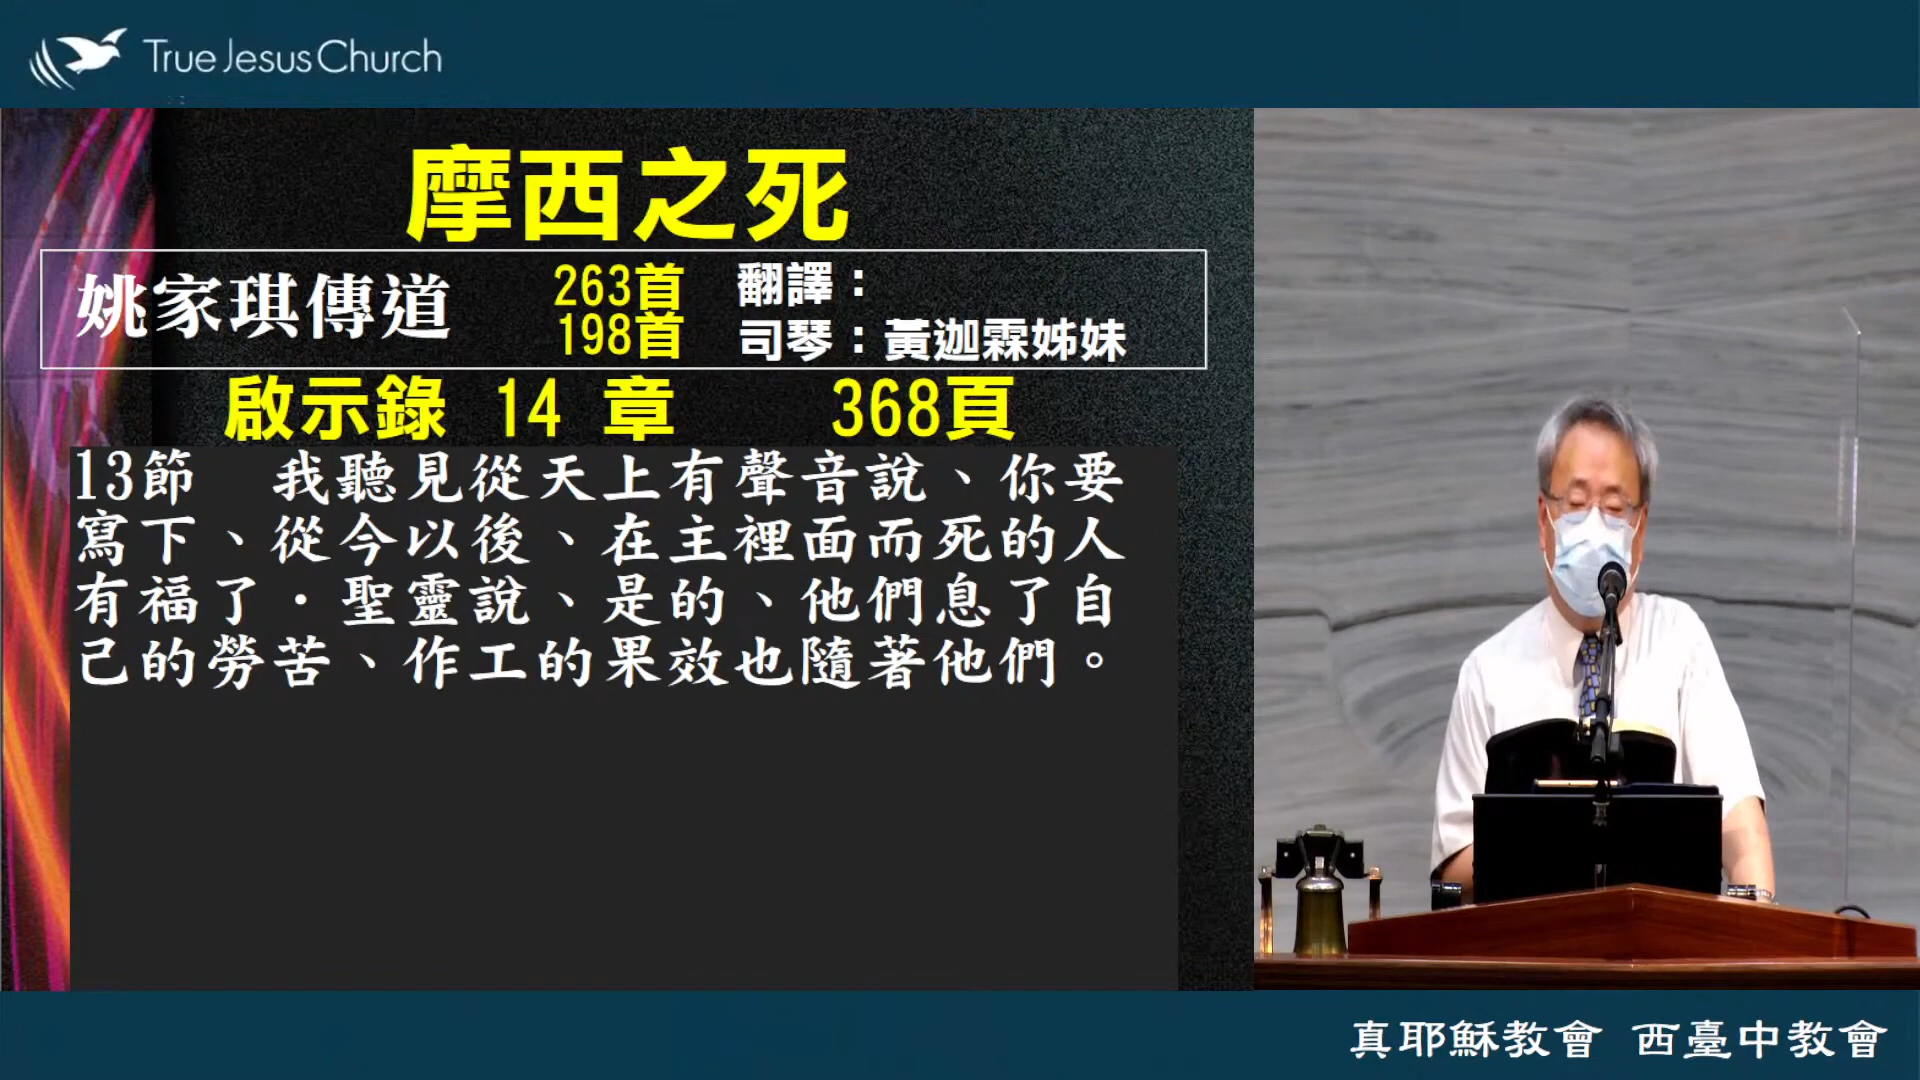 True Jesus Church
摩西之死
姚家琪傳道
263首
198首
翻譯：
司琴：黃迦霖姊妹
啟示錄 14 章 368頁
13節 我聽見從天上有聲音說、你要
寫下、從今以後、在主裡面而死的人
有福了．聖靈說、是的、他們息了自
己的勞苦、作工的果效也隨著他們。
真耶穌教會 西臺中教會